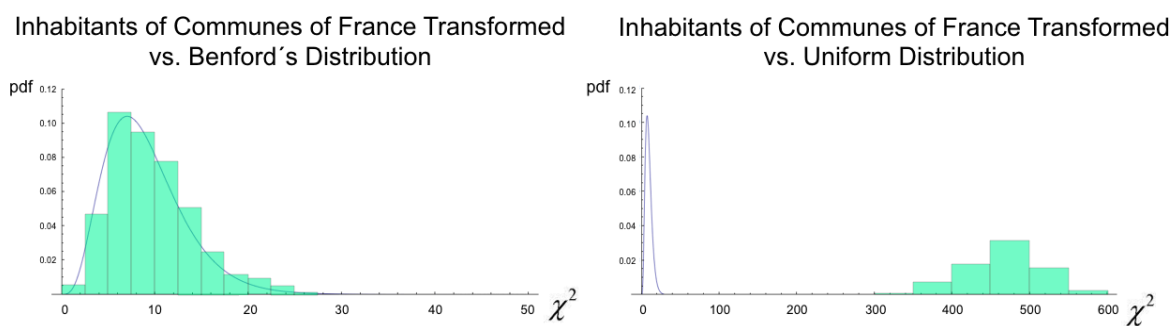 Inhabitants of Communes of France Transformed
vs. Benford´s Distribution
pdf
0.12
0.10
0.08
0.06
0.04
0.02
0 10 20 30 40 50
χ²
Inhabitants of Communes of France Transformed
vs. Uniform Distribution
pdf
0.12
0.10
0.08
0.06
0.04
0.02
0 100 200 300 400 500 600
χ²